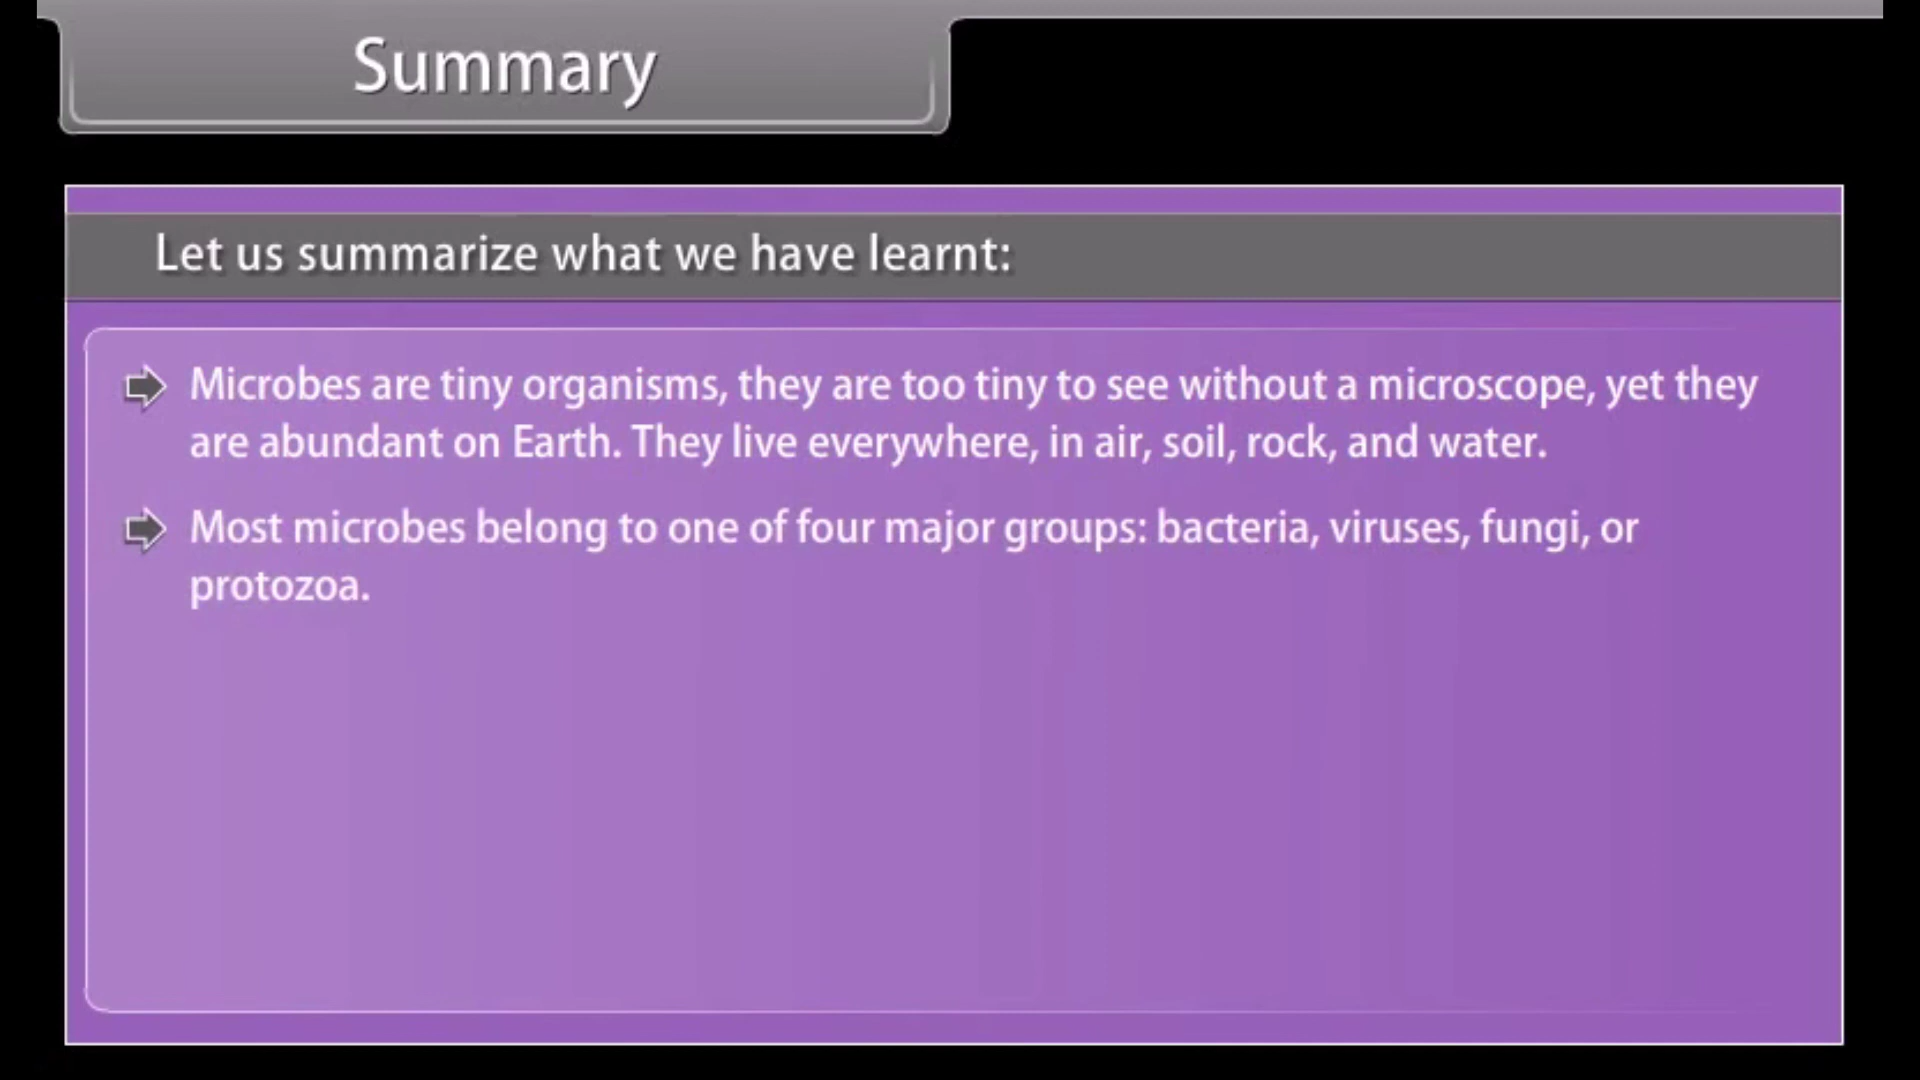 Summary
Let us summarize what we have learnt:
Microbes are tiny organisms, they are too tiny to see without a microscope, yet they
are abundant on Earth. They live everywhere, in air, soil, rock, and water.
Most microbes belong to one of four major groups: bacteria, viruses, fungi, or
protozoa.